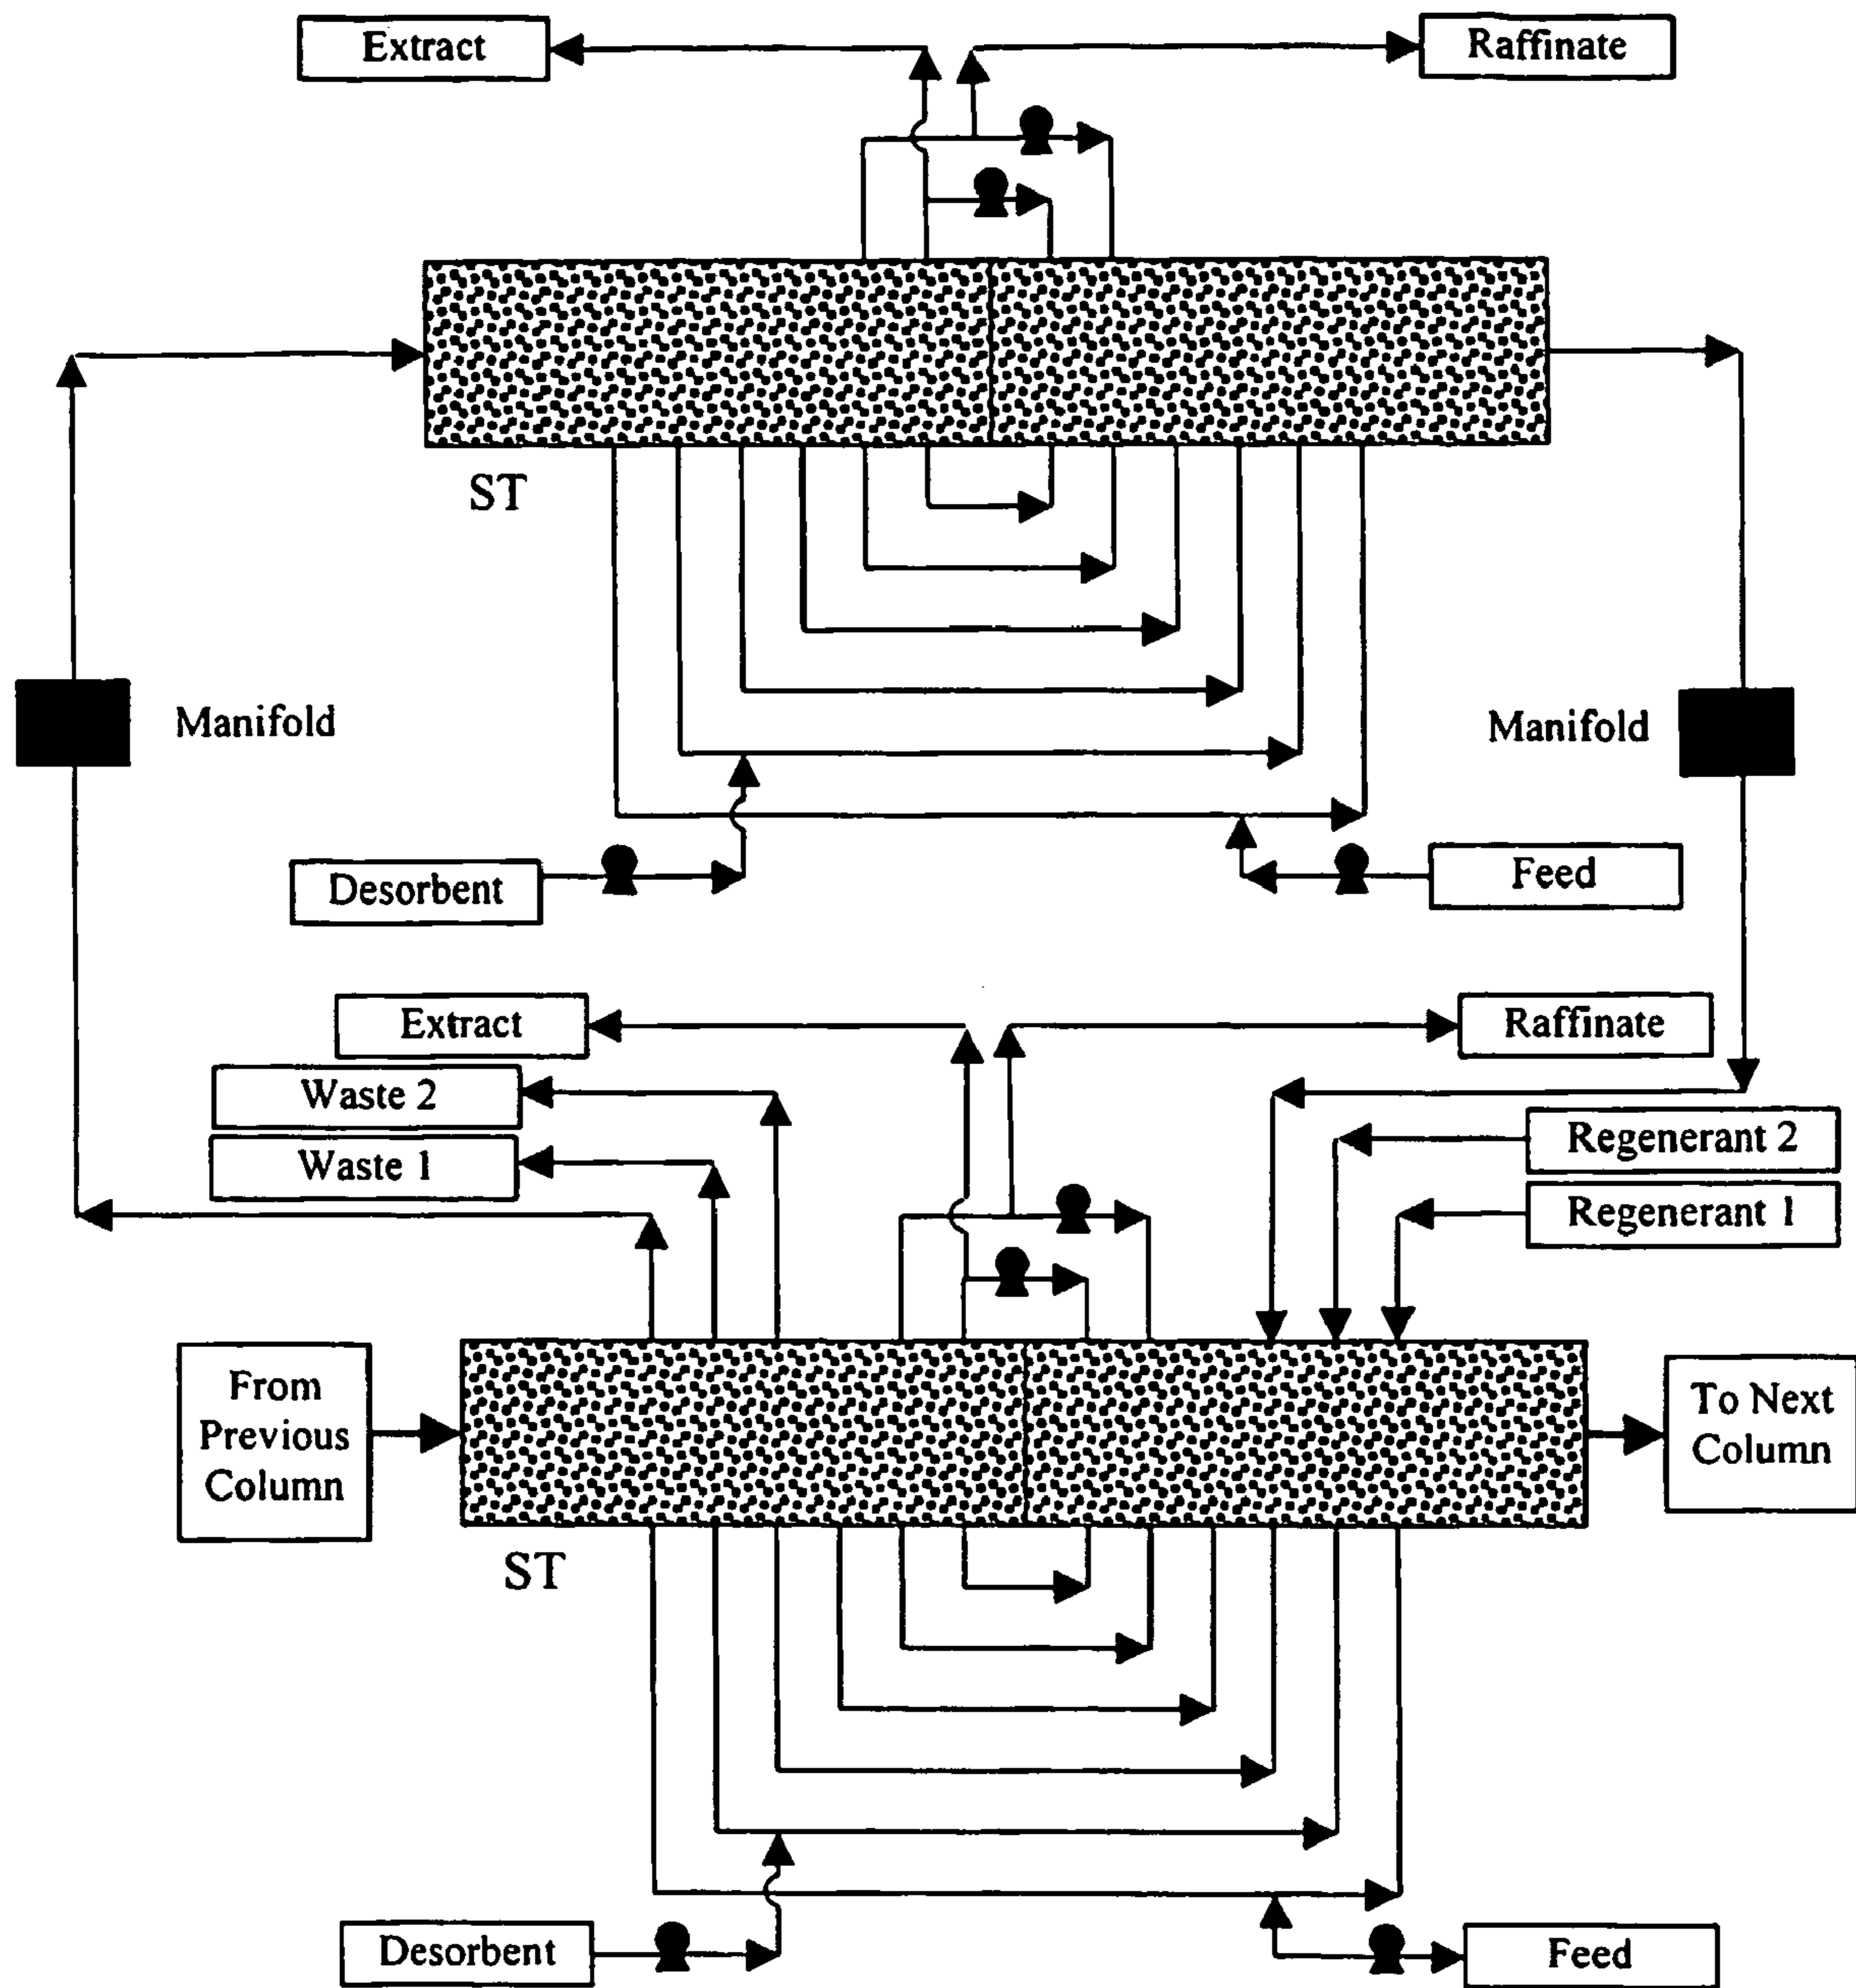 Extract
Raffinate
ST
Manifold
Manifold
Desorbent
Feed
Extract
Raffinate
Waste 2
Regenerant 2
Waste 1
Regenerant 1
From
Previous
Column
To Next
Column
ST
Desorbent
Feed